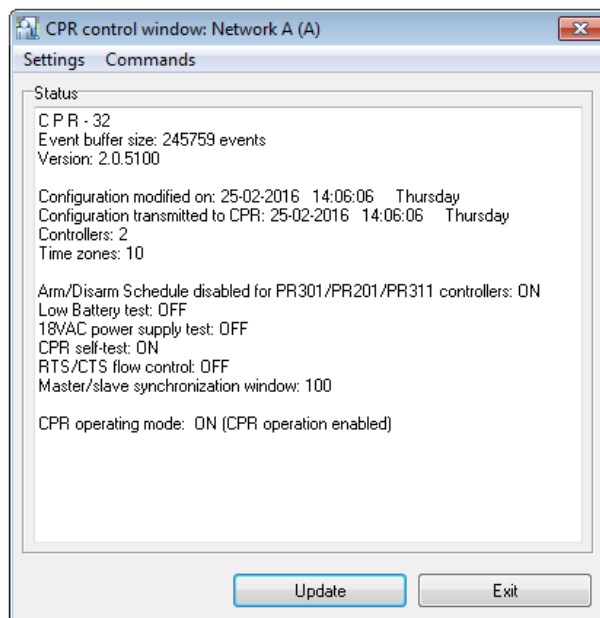 CPR control window: Network A (A)
Settings Commands
Status
C P R - 32
Event buffer size: 245759 events
Version: 2.0.5100
Configuration modified on: 25-02-2016 14:06:06 Thursday
Configuration transmitted to CPR: 25-02-2016 14:06:06 Thursday
Controllers: 2
Time zones: 10
Arm/Disarm Schedule disabled for PR301/PR201/PR311 controllers: ON
Low Battery test: OFF
18VAC power supply test: OFF
CPR self-test: ON
RTS/CTS flow control: OFF
Master/slave synchronization window: 100
CPR operating mode: ON (CPR operation enabled)
Update Exit